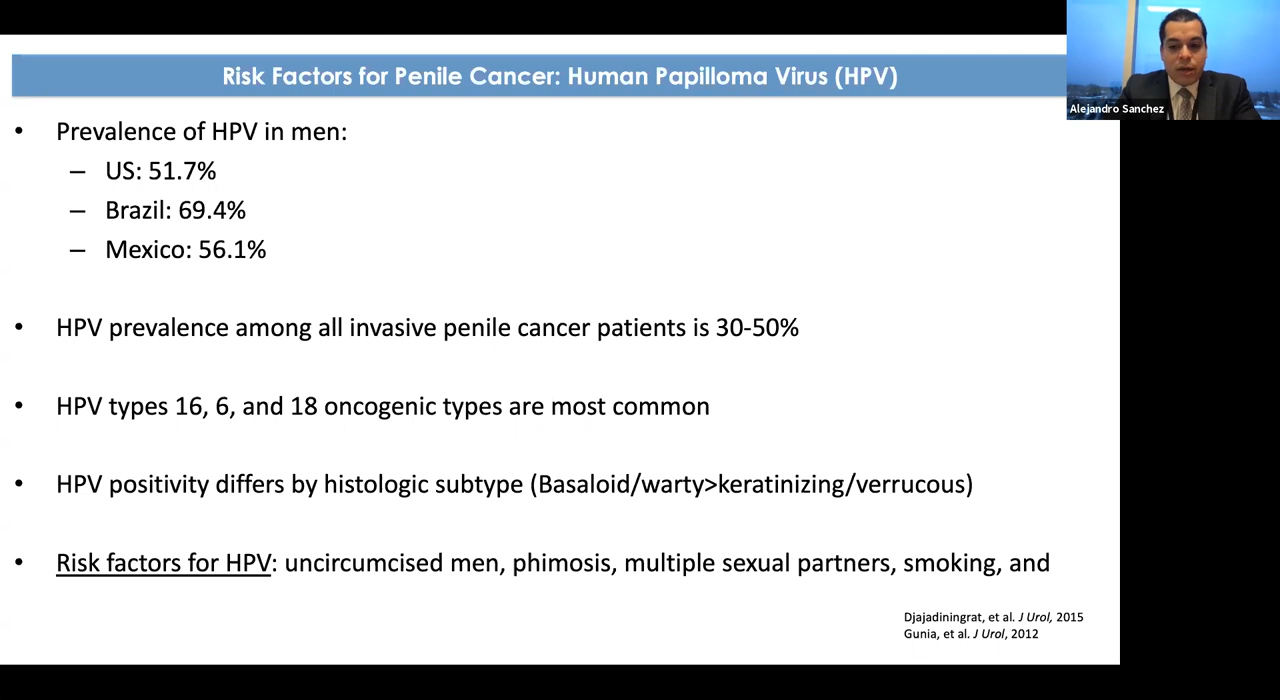 Risk Factors for Penile Cancer: Human Papilloma Virus (HPV)
Alejandro Sanchez
• Prevalence of HPV in men:
– US: 51.7%
– Brazil: 69.4%
– Mexico: 56.1%
• HPV prevalence among all invasive penile cancer patients is 30-50%
• HPV types 16, 6, and 18 oncogenic types are most common
• HPV positivity differs by histologic subtype (Basaloid/warty>keratinizing/verrucous)
• Risk factors for HPV: uncircumcised men, phimosis, multiple sexual partners, smoking, and
Djajadiningrat, et al. J Urol, 2015
Gunia, et al. J Urol, 2012